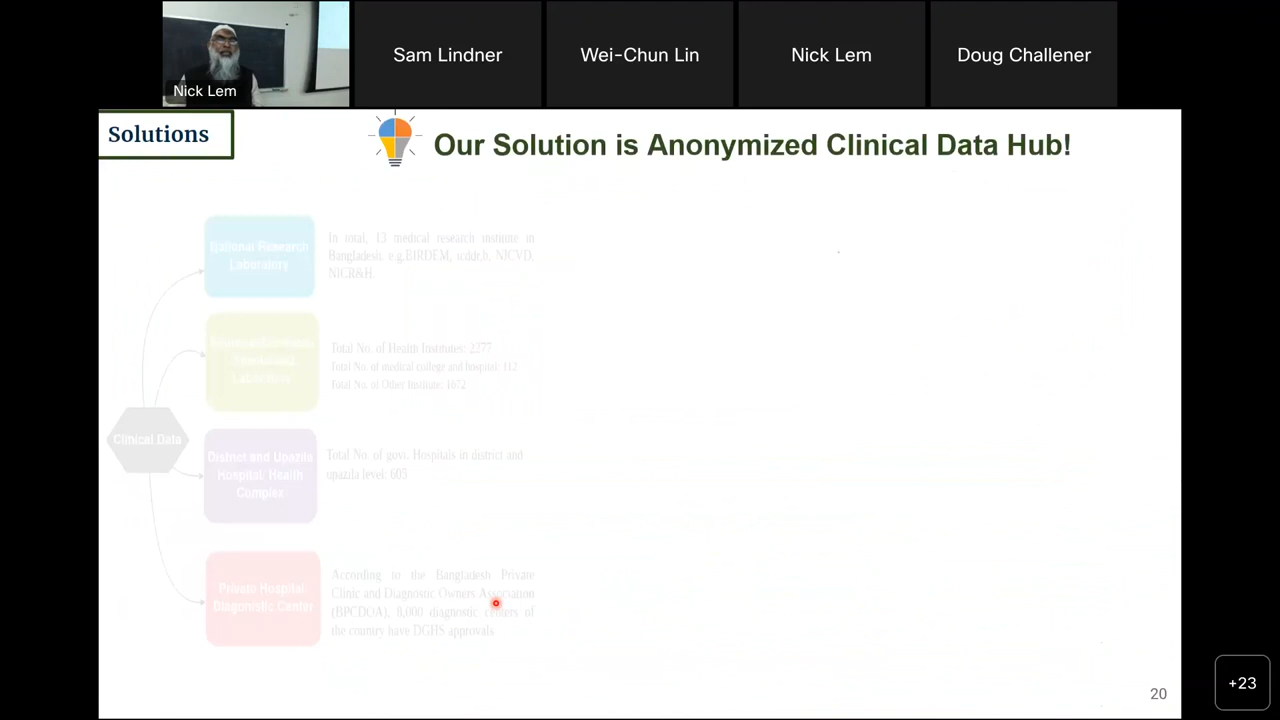 Sam Lindner
Wei-Chun Lin
Nick Lem
Doug Challener
Nick Lem
Solutions
Our Solution is Anonymized Clinical Data Hub!
National Research
Laboratory
In total, 13 medical research institute in
Bangladesh. e.g,BIRDEM, icddr,b, NICVD,
NICR&H.
Total No. of Health Institutes: 2277
Total No. of medical college and hospital: 112
Total No. of Other Institute: 1672
Clinical Data
District and Upazila
Hospital, Health
Complex
Total No. of govt. Hospitals in district and
upazila level: 605
Private Hospital
Diagonistic Center
According to the Bangladesh Private
Clinic and Diagnostic Owners Association
(BPCDOA), 8,000 diagnostic centers of
the country have DGHS approvals.
20
+23